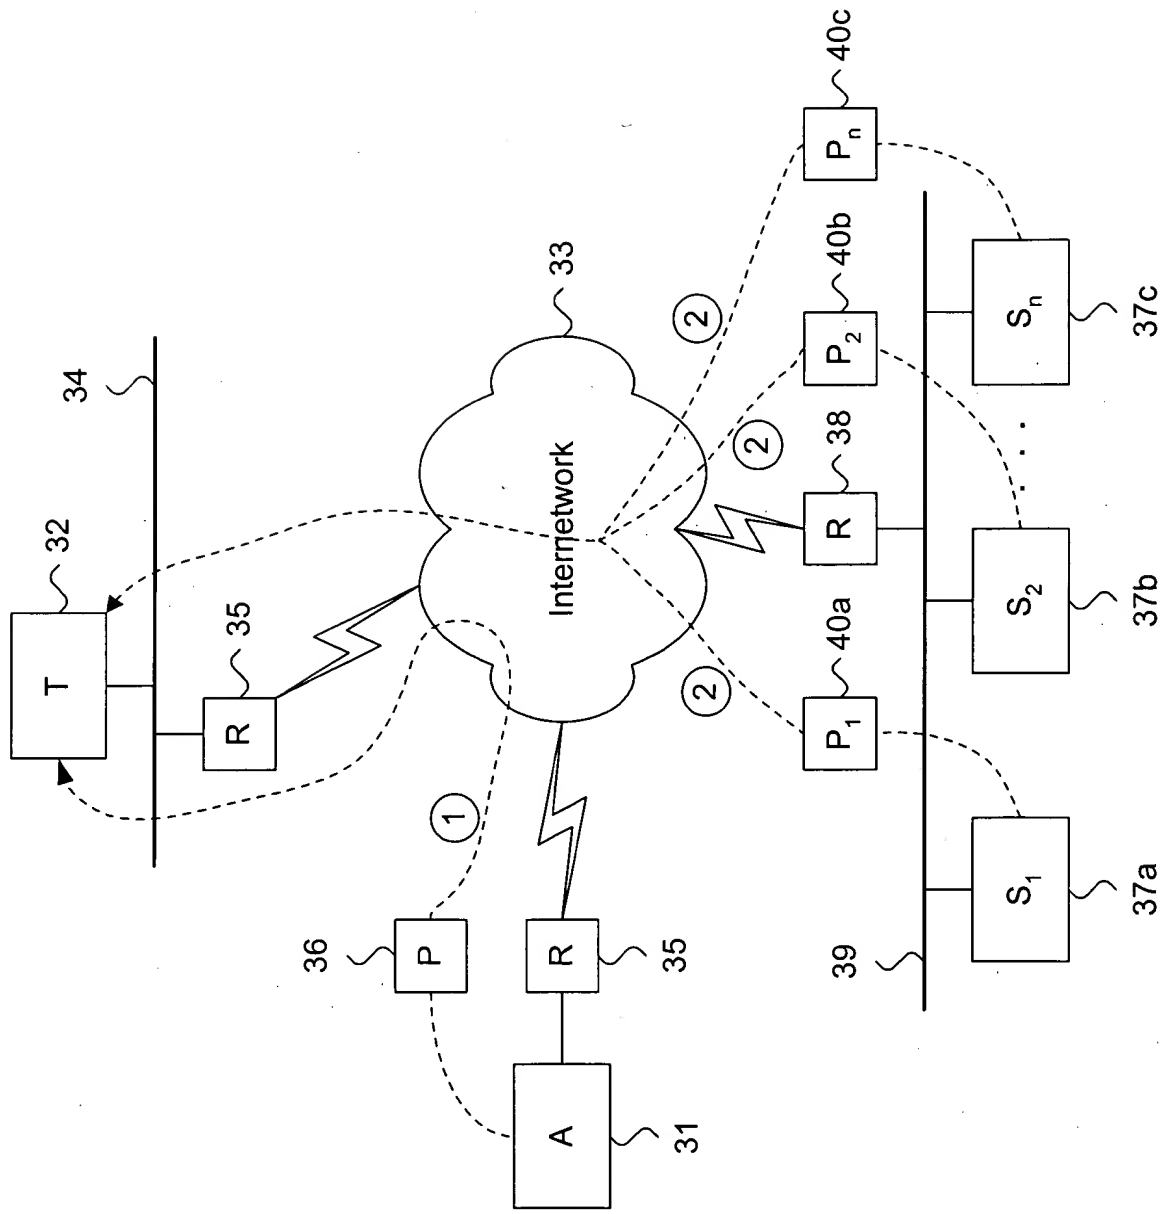 T
32
34
R
35
Internetwork
33
36
P
1
A
31
R
35
2
2
2
P1
40a
R
38
P2
40b
Pn
40c
39
S1
37a
S2
37b
. . . .
Sn
37c